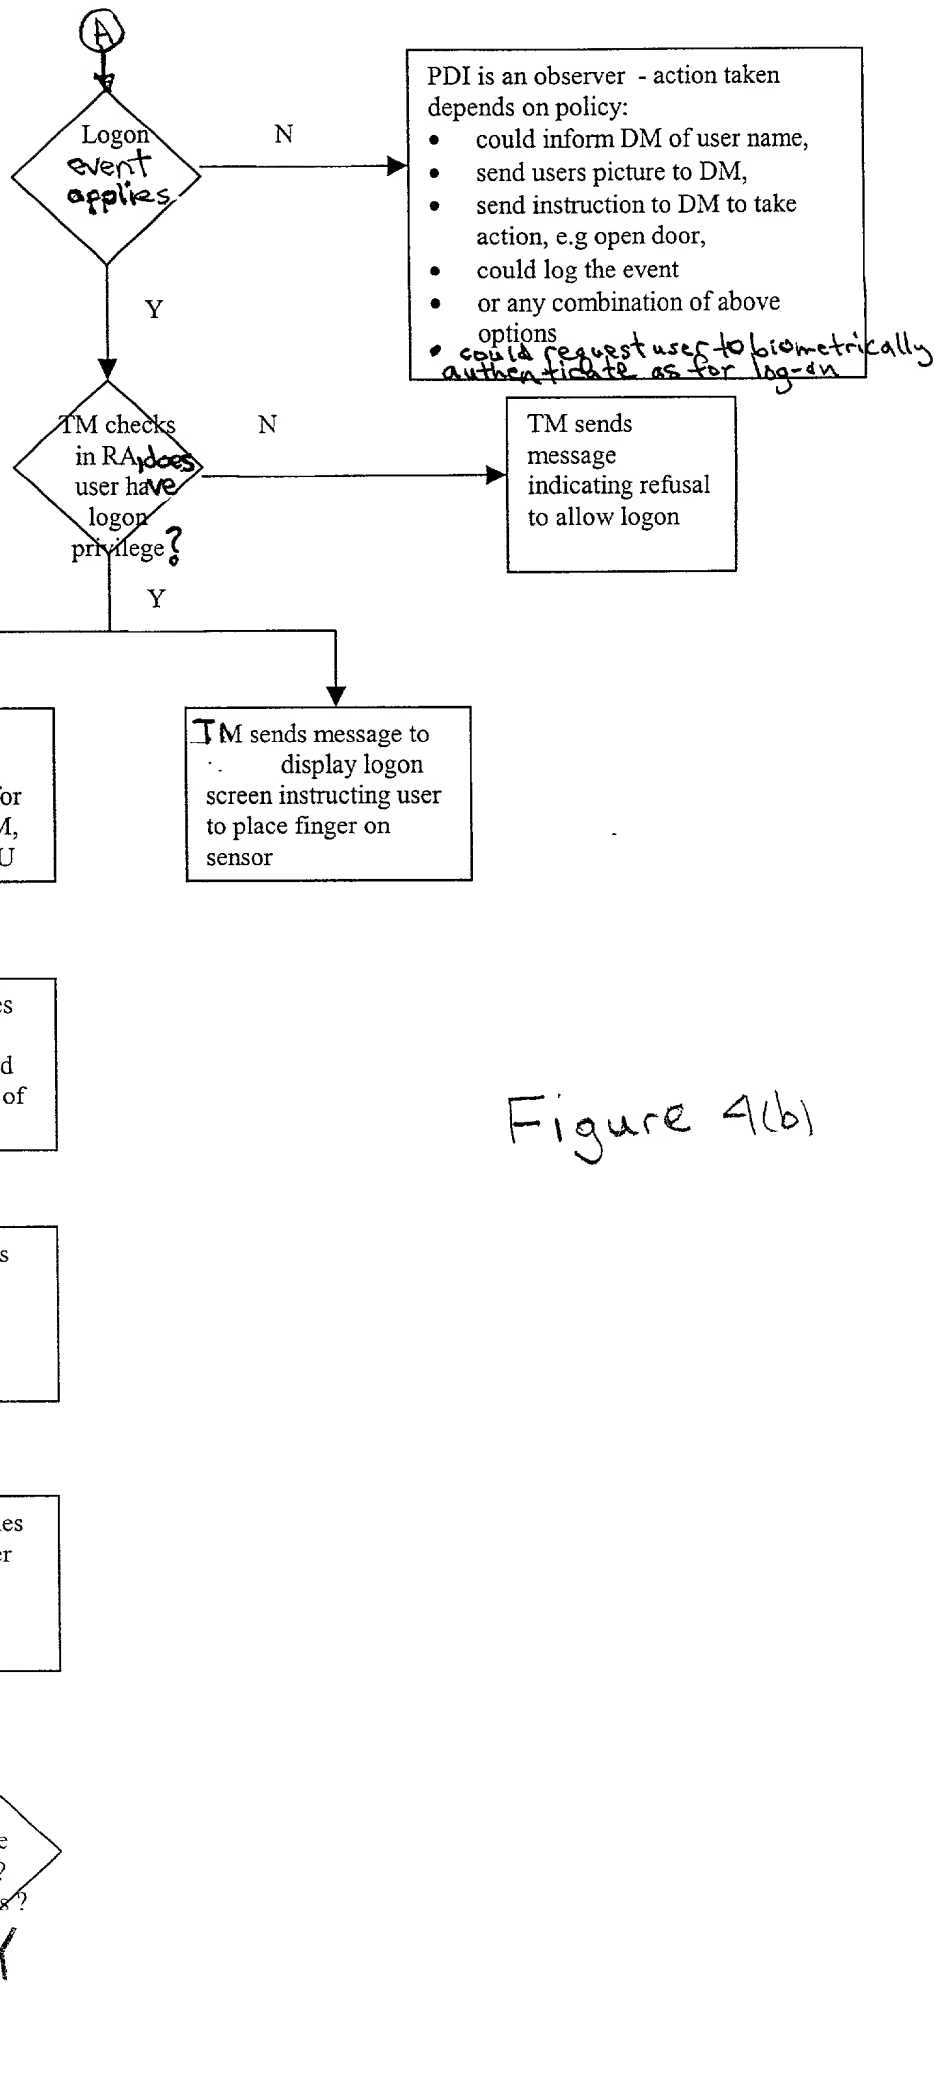 A
Logon
event
applies
N
PDI is an observer - action taken
depends on policy:
• could inform DM of user name,
• send users picture to DM,
• send instruction to DM to take
action, e.g open door,
• could log the event
• or any combination of above
options
• could request user to biometrically
authenticate as for log-on
Y
TM checks
in RA, does
user have
logon
privilege?
N
TM sends
message
indicating refusal
to allow logon
Y
TM sends message to
display logon
screen instructing user
to place finger on
sensor
of
Figure 4(b)
Y